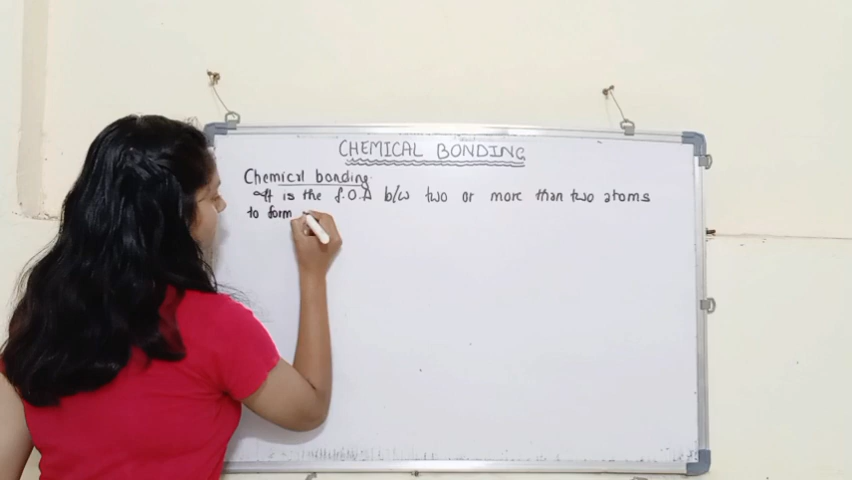 CHEMICAL BONDING
Chemical bonding.
It is the f.O.A b/w two or more than two atoms
to form